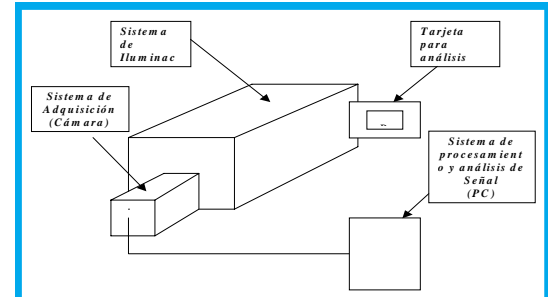 Sistema
de
Iluminac
Tarjeta
para
análisis
Sistema de
Adquisición
(Cámara)
Sistema de
procesamient
o y análisis de
Señal
(PC)